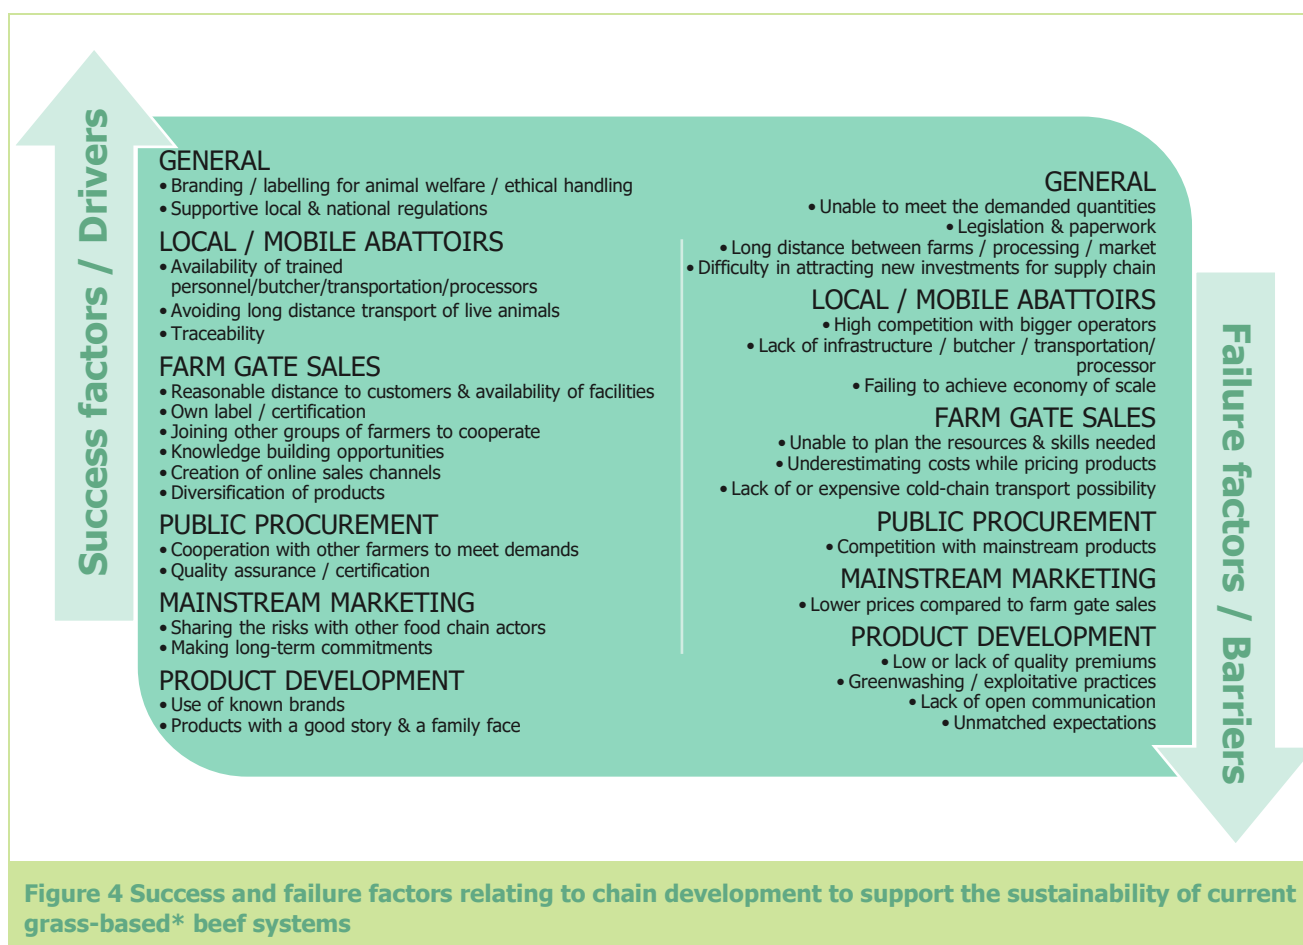 Success factors / Drivers
GENERAL
• Branding / labelling for animal welfare / ethical handling
• Supportive local & national regulations
LOCAL / MOBILE ABATTOIRS
• Availability of trained
personnel/butcher/transportation/processors
• Avoiding long distance transport of live animals
• Traceability
FARM GATE SALES
• Reasonable distance to customers & availability of facilities
• Own label / certification
• Joining other groups of farmers to cooperate
• Knowledge building opportunities
• Creation of online sales channels
• Diversification of products
PUBLIC PROCUREMENT
• Cooperation with other farmers to meet demands
• Quality assurance / certification
MAINSTREAM MARKETING
• Sharing the risks with other food chain actors
• Making long-term commitments
PRODUCT DEVELOPMENT
• Use of known brands
• Products with a good story & a family face
GENERAL
• Unable to meet the demanded quantities
• Legislation & paperwork
• Long distance between farms / processing / market
• Difficulty in attracting new investments for supply chain
LOCAL / MOBILE ABATTOIRS
• High competition with bigger operators
• Lack of infrastructure / butcher / transportation/
processor
• Failing to achieve economy of scale
FARM GATE SALES
• Unable to plan the resources & skills needed
• Underestimating costs while pricing products
• Lack of or expensive cold-chain transport possibility
PUBLIC PROCUREMENT
• Competition with mainstream products
MAINSTREAM MARKETING
• Lower prices compared to farm gate sales
PRODUCT DEVELOPMENT
• Low or lack of quality premiums
• Greenwashing / exploitative practices
• Lack of open communication
• Unmatched expectations
Failure factors / Barriers
Figure 4 Success and failure factors relating to chain development to support the sustainability of current
grass-based* beef systems